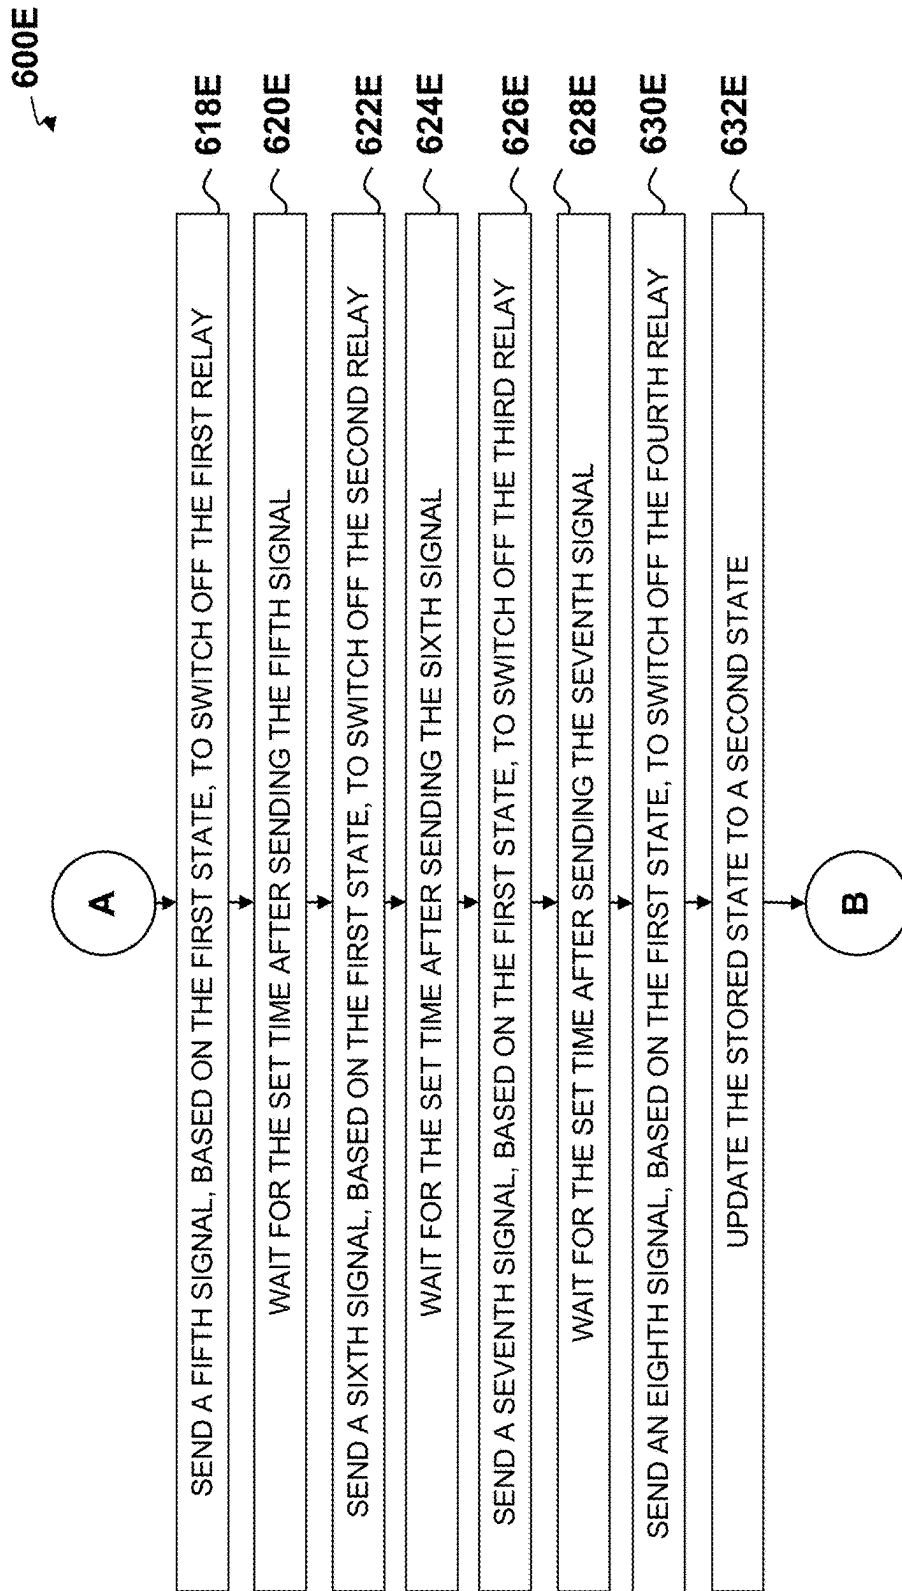 600E
A
SEND A FIFTH SIGNAL, BASED ON THE FIRST STATE, TO SWITCH OFF THE FIRST RELAY
618E
WAIT FOR THE SET TIME AFTER SENDING THE FIFTH SIGNAL
620E
SEND A SIXTH SIGNAL, BASED ON THE FIRST STATE, TO SWITCH OFF THE SECOND RELAY
622E
WAIT FOR THE SET TIME AFTER SENDING THE SIXTH SIGNAL
624E
SEND A SEVENTH SIGNAL, BASED ON THE FIRST STATE, TO SWITCH OFF THE THIRD RELAY
626E
WAIT FOR THE SET TIME AFTER SENDING THE SEVENTH SIGNAL
628E
SEND AN EIGHTH SIGNAL, BASED ON THE FIRST STATE, TO SWITCH OFF THE FOURTH RELAY
630E
UPDATE THE STORED STATE TO A SECOND STATE
632E
B